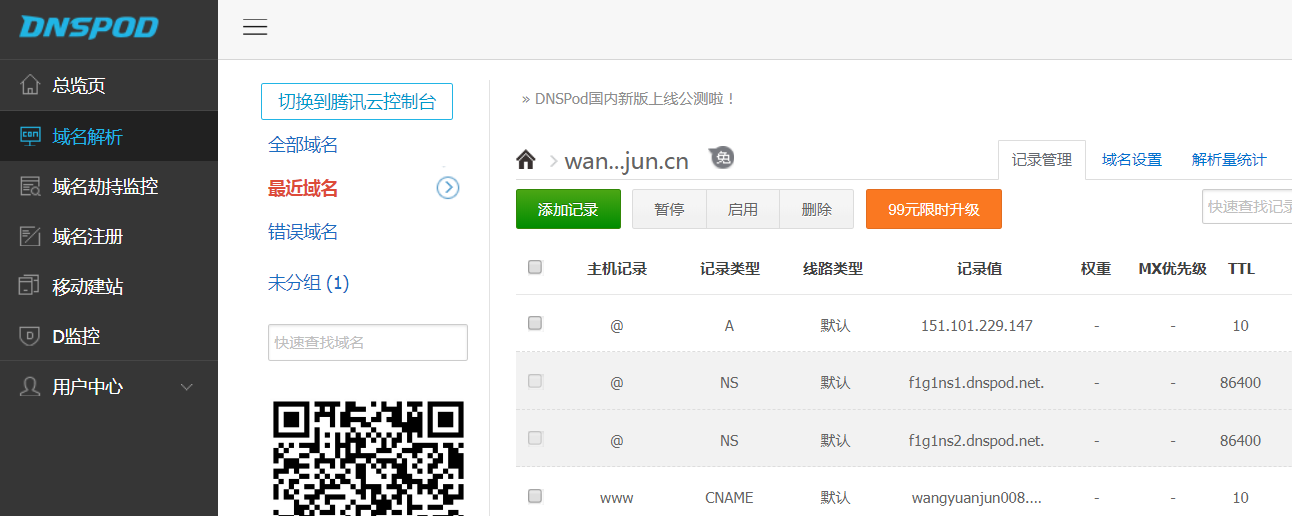 DNSPOD
总览页
域名解析
域名劫持监控
域名注册
移动建站
D监控
用户中心
切换到腾讯云控制台
全部域名
最近域名
错误域名
未分组 (1)
快速查找域名
» DNSPod国内新版上线公测啦！
wan...jun.cn 免
记录管理 域名设置 解析量统计
添加记录 暂停 启用 删除 99元限时升级 快速查找记录
主机记录 记录类型 线路类型 记录值 权重 MX优先级 TTL
@ A 默认 151.101.229.147 - - 10
@ NS 默认 f1g1ns1.dnspod.net. - - 86400
@ NS 默认 f1g1ns2.dnspod.net. - - 86400
www CNAME 默认 wangyuanjun008.... - - 10